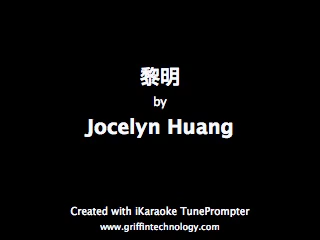 黎明
by
Jocelyn Huang
Created with iKaraoke TunePrompter
www.griffintechnology.com